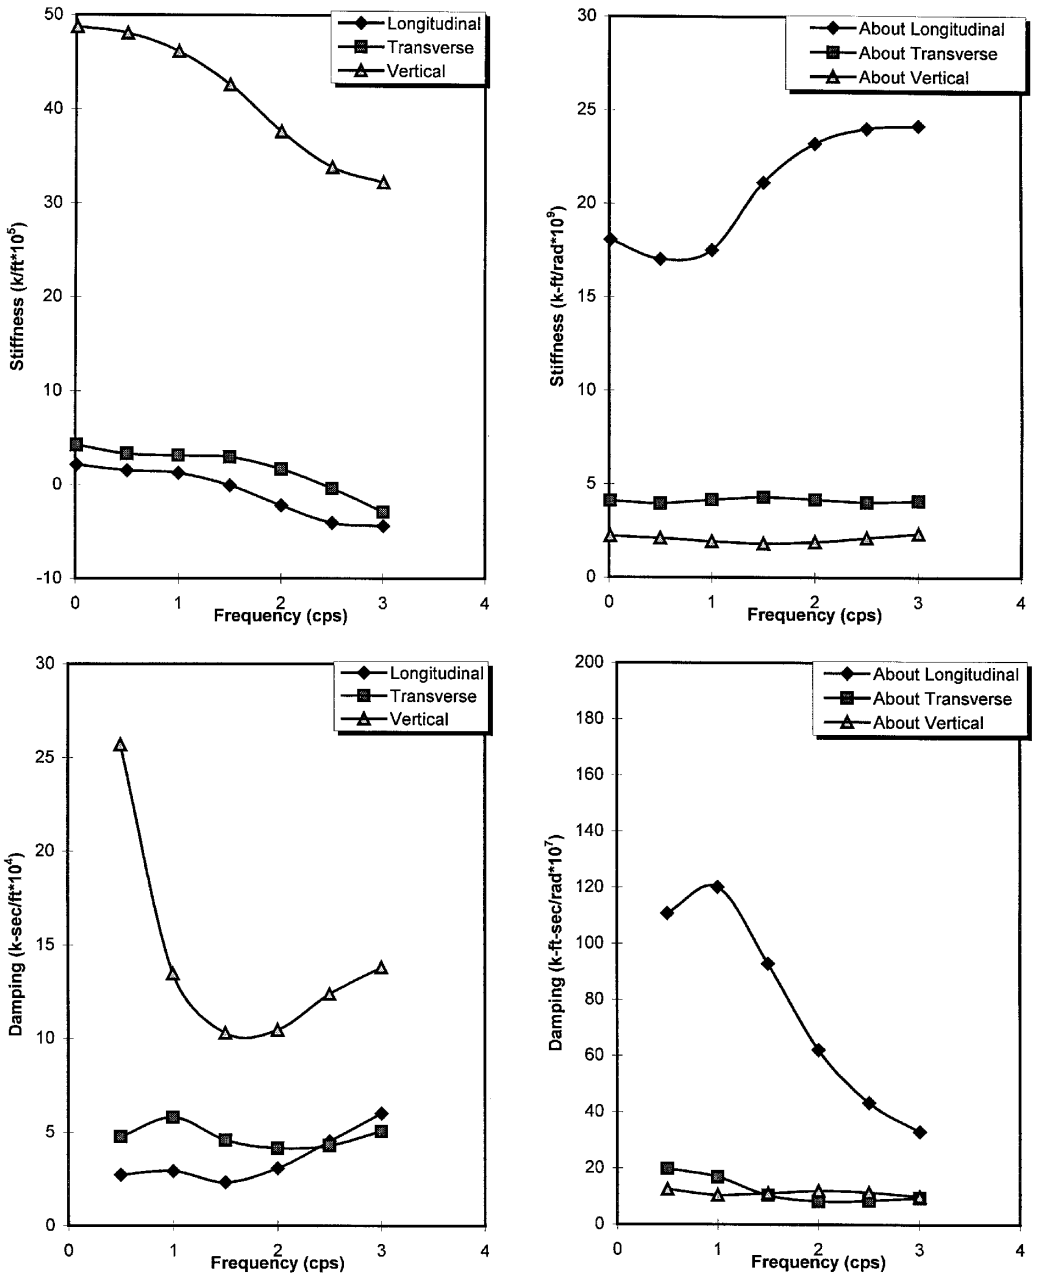 50
40
30
20
10
0
-10
0
1
2
3
4
Stiffness (k/ft*10⁵)
Frequency (cps)
Longitudinal
Transverse
Vertical
30
25
20
15
10
5
0
0
1
2
3
4
Stiffness (k-ft/rad*10⁹)
Frequency (cps)
About Longitudinal
About Transverse
About Vertical
30
25
20
15
10
5
0
0
1
2
3
4
Damping (k-sec/ft*10⁴)
Frequency (cps)
Longitudinal
Transverse
Vertical
200
180
160
140
120
100
80
60
40
20
0
0
1
2
3
4
Damping (k-ft-sec/rad*10⁷)
Frequency (cps)
About Longitudinal
About Transverse
About Vertical